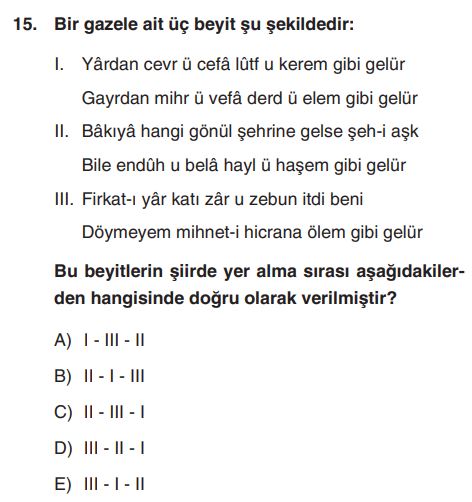 15. Bir gazele ait üç beyit şu şekildedir:
I. Yârdan cevr ü cefâ lûtf u kerem gibi gelür
Gayrdan mihr ü vefâ derd ü elem gibi gelür
II. Bâkıyâ hangi gönül şehrine gelse şeh-i aşk
Bile endûh u belâ hayl ü haşem gibi gelür
III. Firkat-ı yâr katı zâr u zebun itdi beni
Döymeyem mihnet-i hicrana ölem gibi gelür
Bu beyitlerin şiirde yer alma sırası aşağıdakiler-
den hangisinde doğru olarak verilmiştir?
A) I - III - II
B) II - I - III
C) II - III - I
D) III - II - I
E) III - I - II